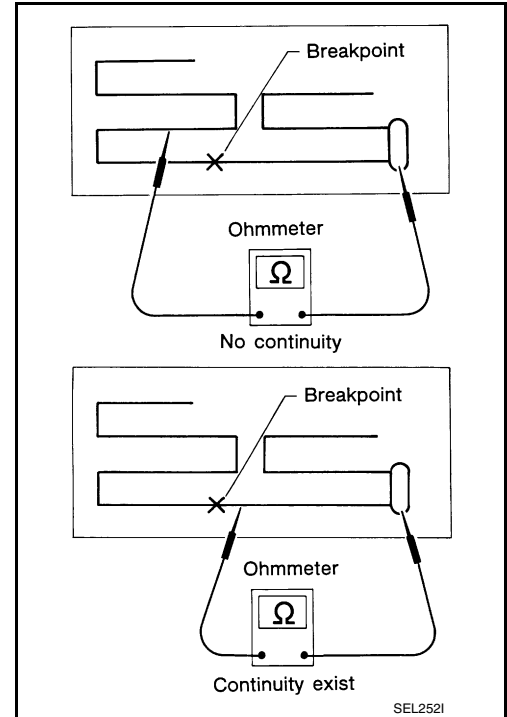 Breakpoint
Ohmmeter
Ω
No continuity
Breakpoint
Ohmmeter
Ω
Continuity exist
SEL252I